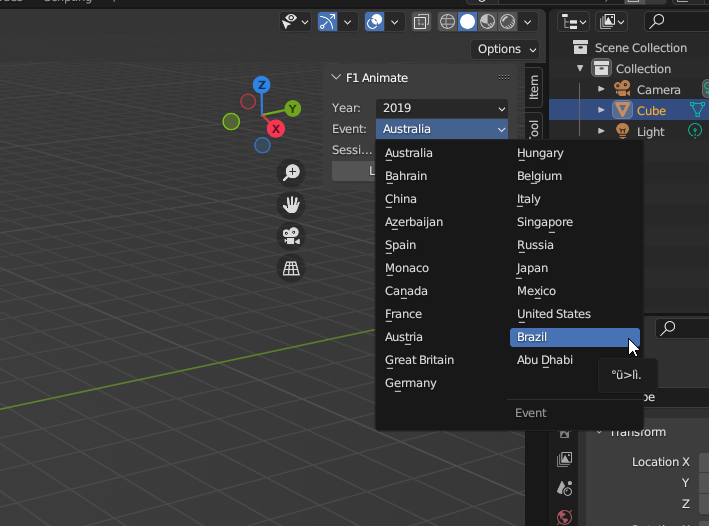 Options
F1 Animate
Year: 2019
Event: Australia
Sessi...
L
Australia
Bahrain
China
Azerbaijan
Spain
Monaco
Canada
France
Austria
Great Britain
Germany
Hungary
Belgium
Italy
Singapore
Russia
Japan
Mexico
United States
Brazil
Abu Dhabi
Event
°ü>lì.
Item
Scene Collection
Collection
Camera
Cube
Light
Transform
Location X
Y
Z
X
Y
Z